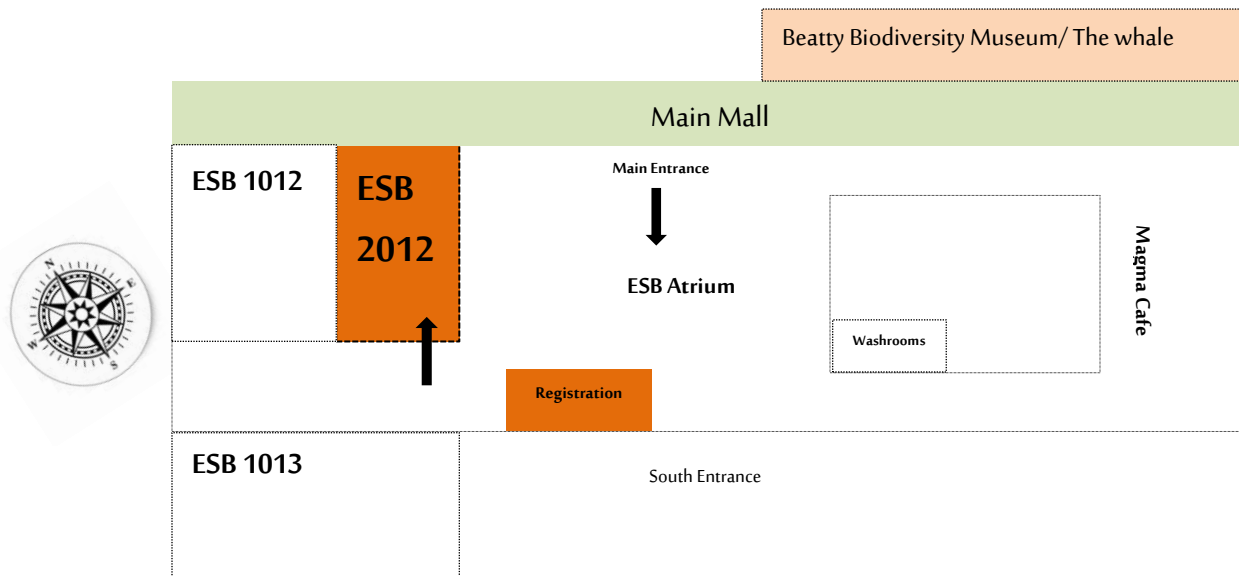 Beatty Biodiversity Museum/ The whale
Main Mall
ESB 1012
ESB
2012
Main Entrance
ESB Atrium
Magma Cafe
Washrooms
Registration
N
E
W
S
ESB 1013
South Entrance